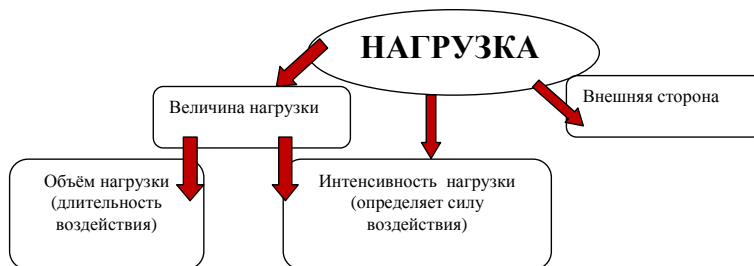 НАГРУЗКА
Величина нагрузки
Внешняя сторона
Объём нагрузки
(длительность
воздействия)
Интенсивность нагрузки
(определяет силу
воздействия)